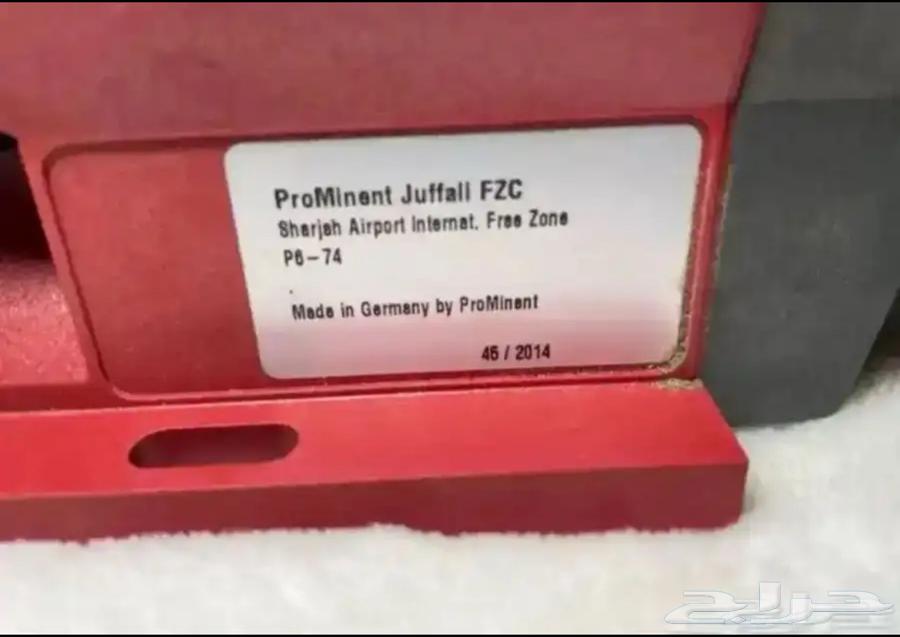 ProMinent Juffali FZC
Sharjah Airport Internat. Free Zone
P6-74
.
Made in Germany by ProMinent
46 / 2014
حراج